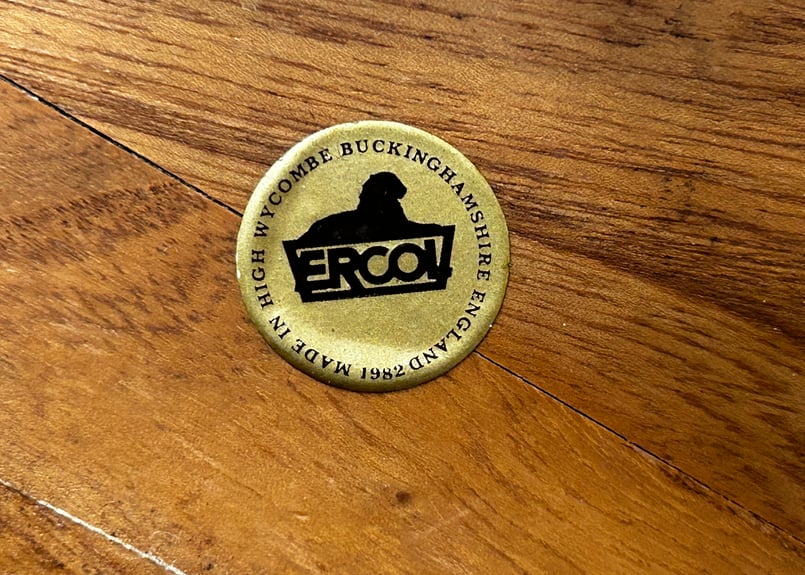 MADE IN HIGH WYCOMBE BUCKINGHAMSHIRE ENGLAND
ERCOL
1982